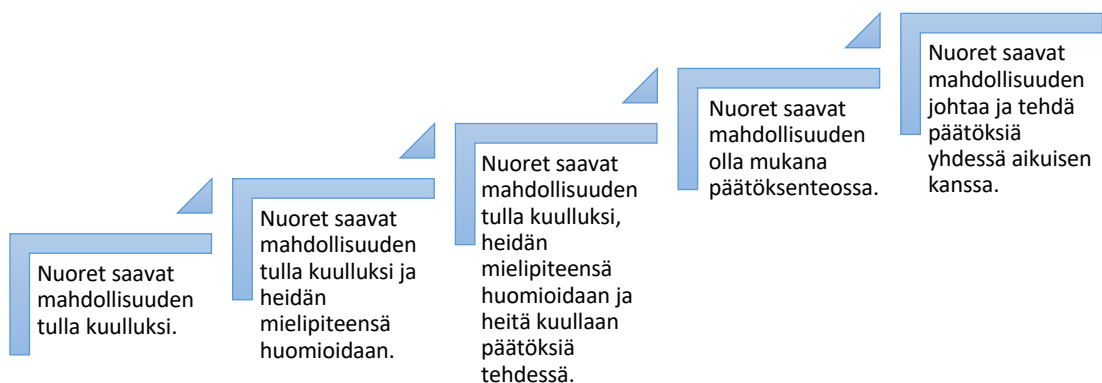 Nuoret saavat
mahdollisuuden
tulla kuulluksi.
Nuoret saavat
mahdollisuuden
tulla kuulluksi ja
heidän
mielipiteensä
huomioidaan.
Nuoret saavat
mahdollisuuden
tulla kuulluksi,
heidän
mielipiteensä
huomioidaan ja
heitä kuullaan
päätöksiä
tehdessä.
Nuoret saavat
mahdollisuuden
olla mukana
päätöksenteossa.
Nuoret saavat
mahdollisuuden
johtaa ja tehdä
päätöksiä
yhdessä aikuisen
kanssa.